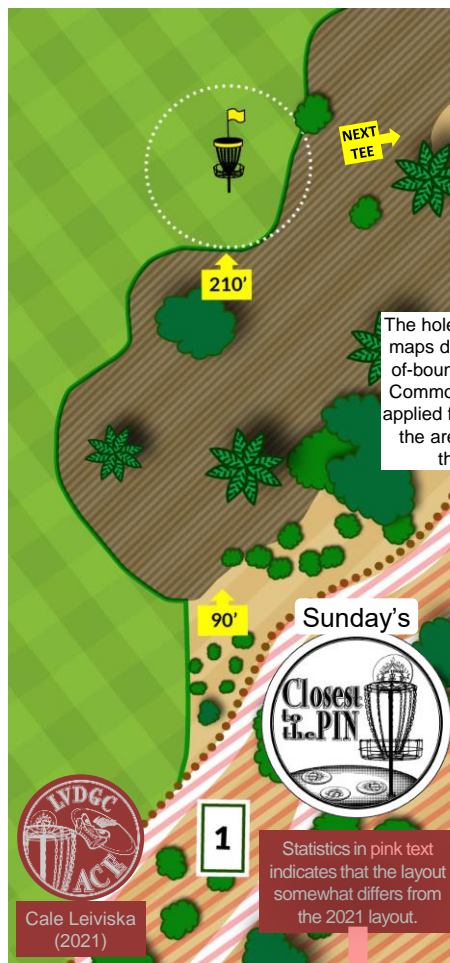 NEXT
TEE
210'
The hole
maps d
of-boun
Commo
applied f
the are
th
90'
Sunday's
Closest
to
the PIN
LVDGC
ACE
1
Cale Leiviska
(2021)
Statistics in pink text
indicates that the layout
somewhat differs from
the 2021 layout.